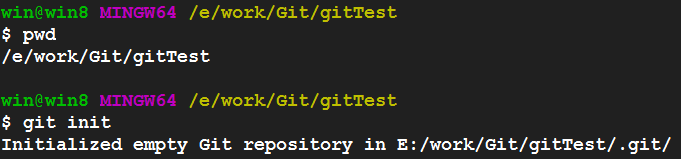 win@win8 MINGW64 /e/work/Git/gitTest
$ pwd
/e/work/Git/gitTest
win@win8 MINGW64 /e/work/Git/gitTest
$ git init
Initialized empty Git repository in E:/work/Git/gitTest/.git/